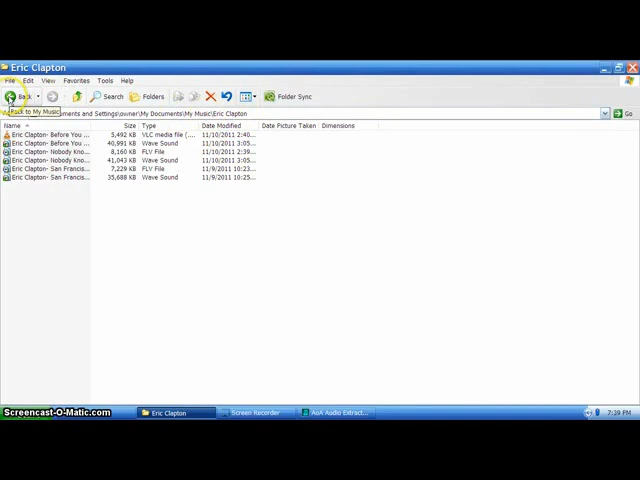 Eric Clapton
File Edit View Favorites Tools Help
Back Search Folders Folder Sync
Back to My Music
uments and Settings\owner\My Documents\My Music\Eric Clapton Go
Name Size Type Date Modified Date Picture Taken Dimensions
Eric Clapton- Before You ... 5,492 KB VLC media file (.... 11/10/2011 2:40...
Eric Clapton- Before You ... 40,991 KB Wave Sound 11/10/2011 3:05...
Eric Clapton- Nobody Kno... 8,160 KB FLV File 11/10/2011 2:39...
Eric Clapton- Nobody Kno... 41,043 KB Wave Sound 11/10/2011 3:05...
Eric Clapton- San Francis... 7,229 KB FLV File 11/9/2011 10:23...
Eric Clapton- San Francis... 35,688 KB Wave Sound 11/9/2011 10:25...
Screencast-O-Matic.com Eric Clapton Screen Recorder AoA Audio Extract... 7:39 PM